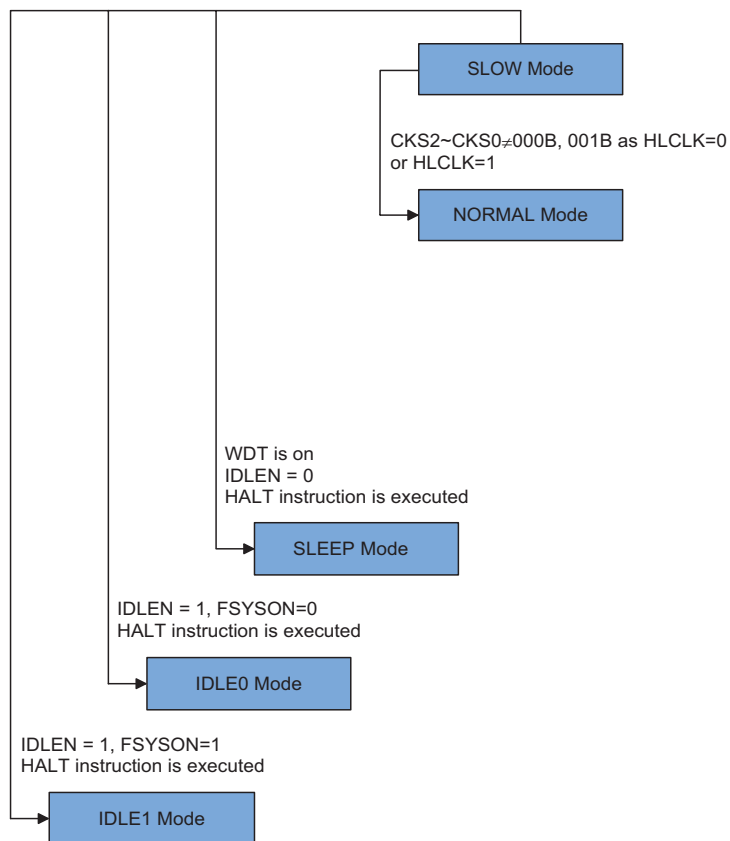 SLOW Mode
CKS2~CKS0≠000B, 001B as HLCLK=0
or HLCLK=1
NORMAL Mode
WDT is on
IDLEN = 0
HALT instruction is executed
SLEEP Mode
IDLEN = 1, FSYSON=0
HALT instruction is executed
IDLE0 Mode
IDLEN = 1, FSYSON=1
HALT instruction is executed
IDLE1 Mode